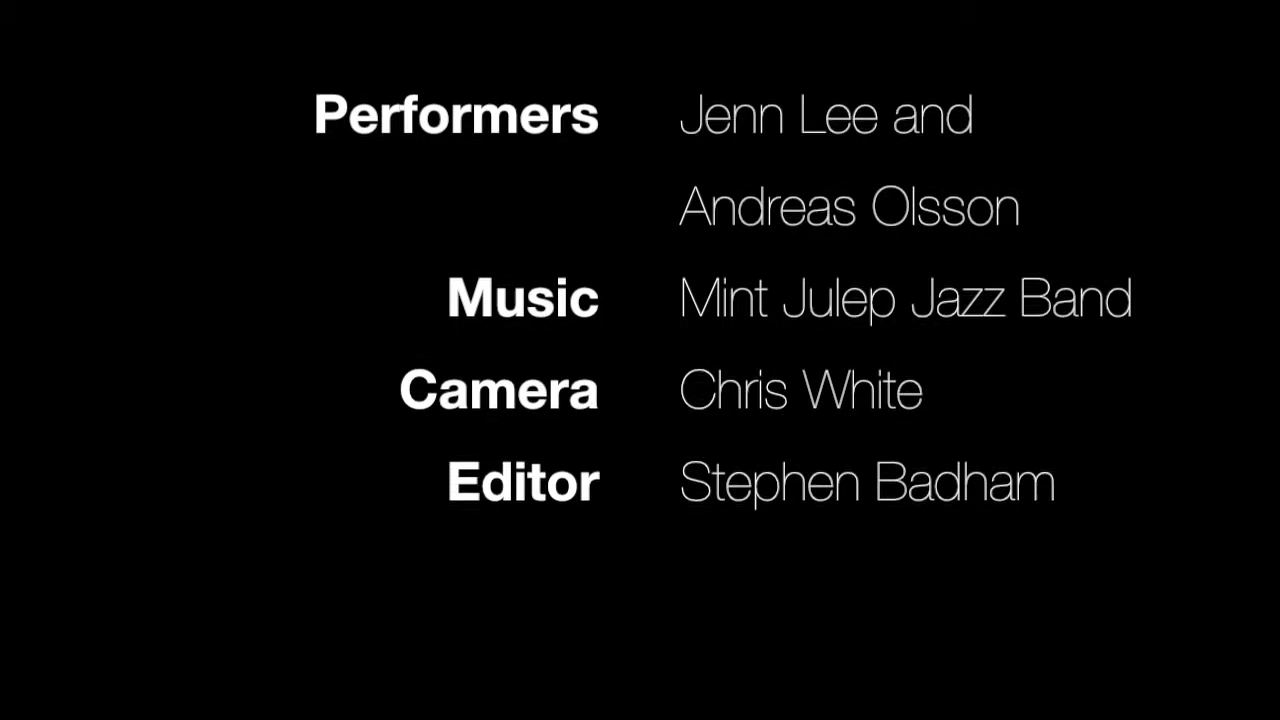 Performers Jenn Lee and
Andreas Olsson
Music Mint Julep Jazz Band
Camera Chris White
Editor Stephen Badham